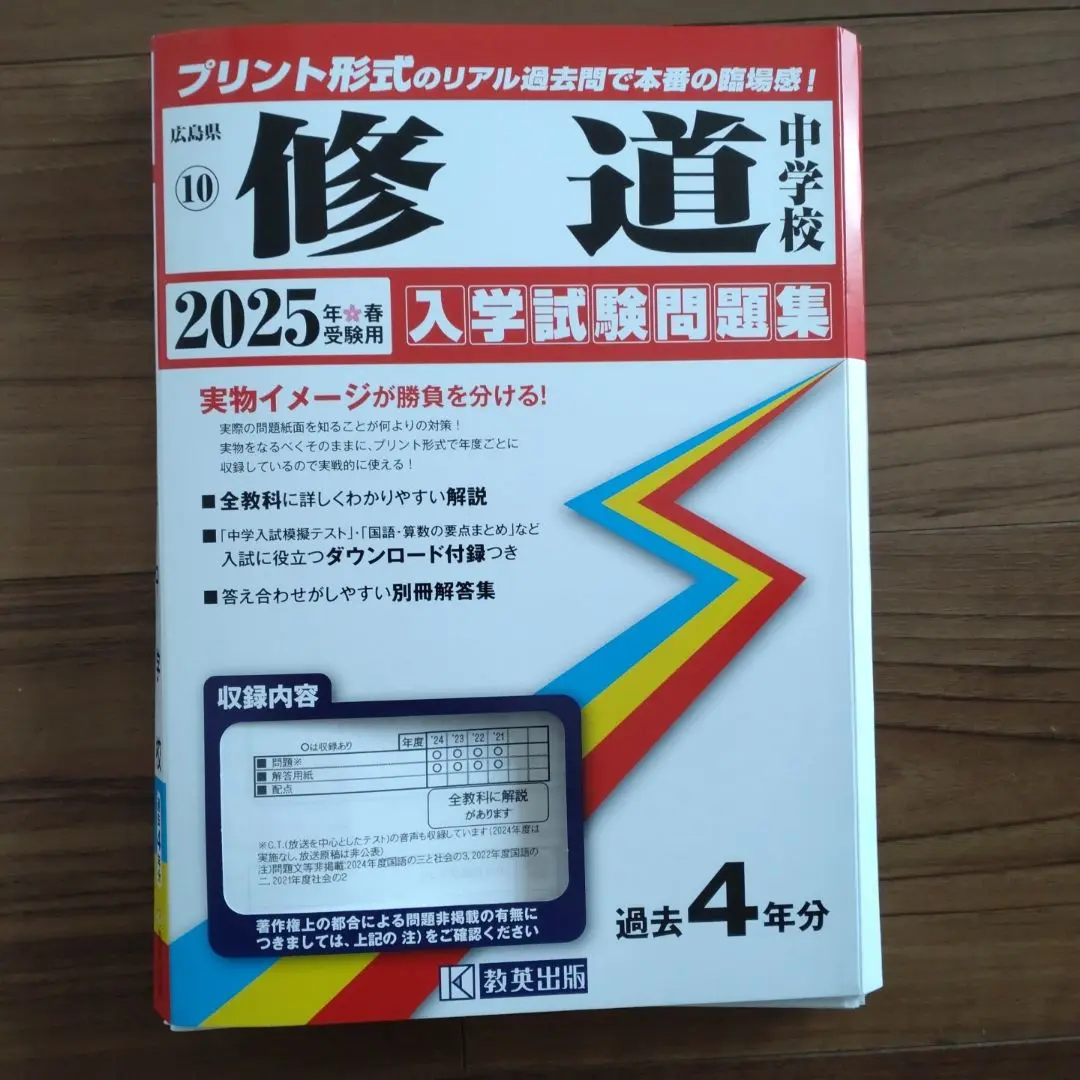 プリント形式のリアル過去問で本番の臨場感!
広島県
⑩
修道
中学校
2025年春受験用
入学試験問題集
実物イメージが勝負を分ける!
実際の問題紙面を知ることが何よりの対策!
実物をなるべくそのままに、プリント形式で年度ごとに
収録しているので実戦的に使える!
■全教科に詳しくわかりやすい解説
■「中学入試模擬テスト」・「国語・算数の要点まとめ」など
入試に役立つダウンロード付録つき
■答え合わせがしやすい別冊解答集
収録内容
○は収録あり 年度 '24 '23 '22 '21
■ 問題※ ○ ○ ○ ○
■ 解答用紙 ○ ○ ○ ○
■ 配点
全教科に解説
があります
※C.T.(放送を中心としたテスト)の音声も収録しています(2024年度は
実施なし、放送原稿は非公表)
注)問題文等非掲載:2024年度国語の三と社会の3, 2022年度国語の
二, 2021年度社会の2
著作権上の都合による問題非掲載の有無に
つきましては、上記の 注)をご確認ください
過去4年分
教英出版